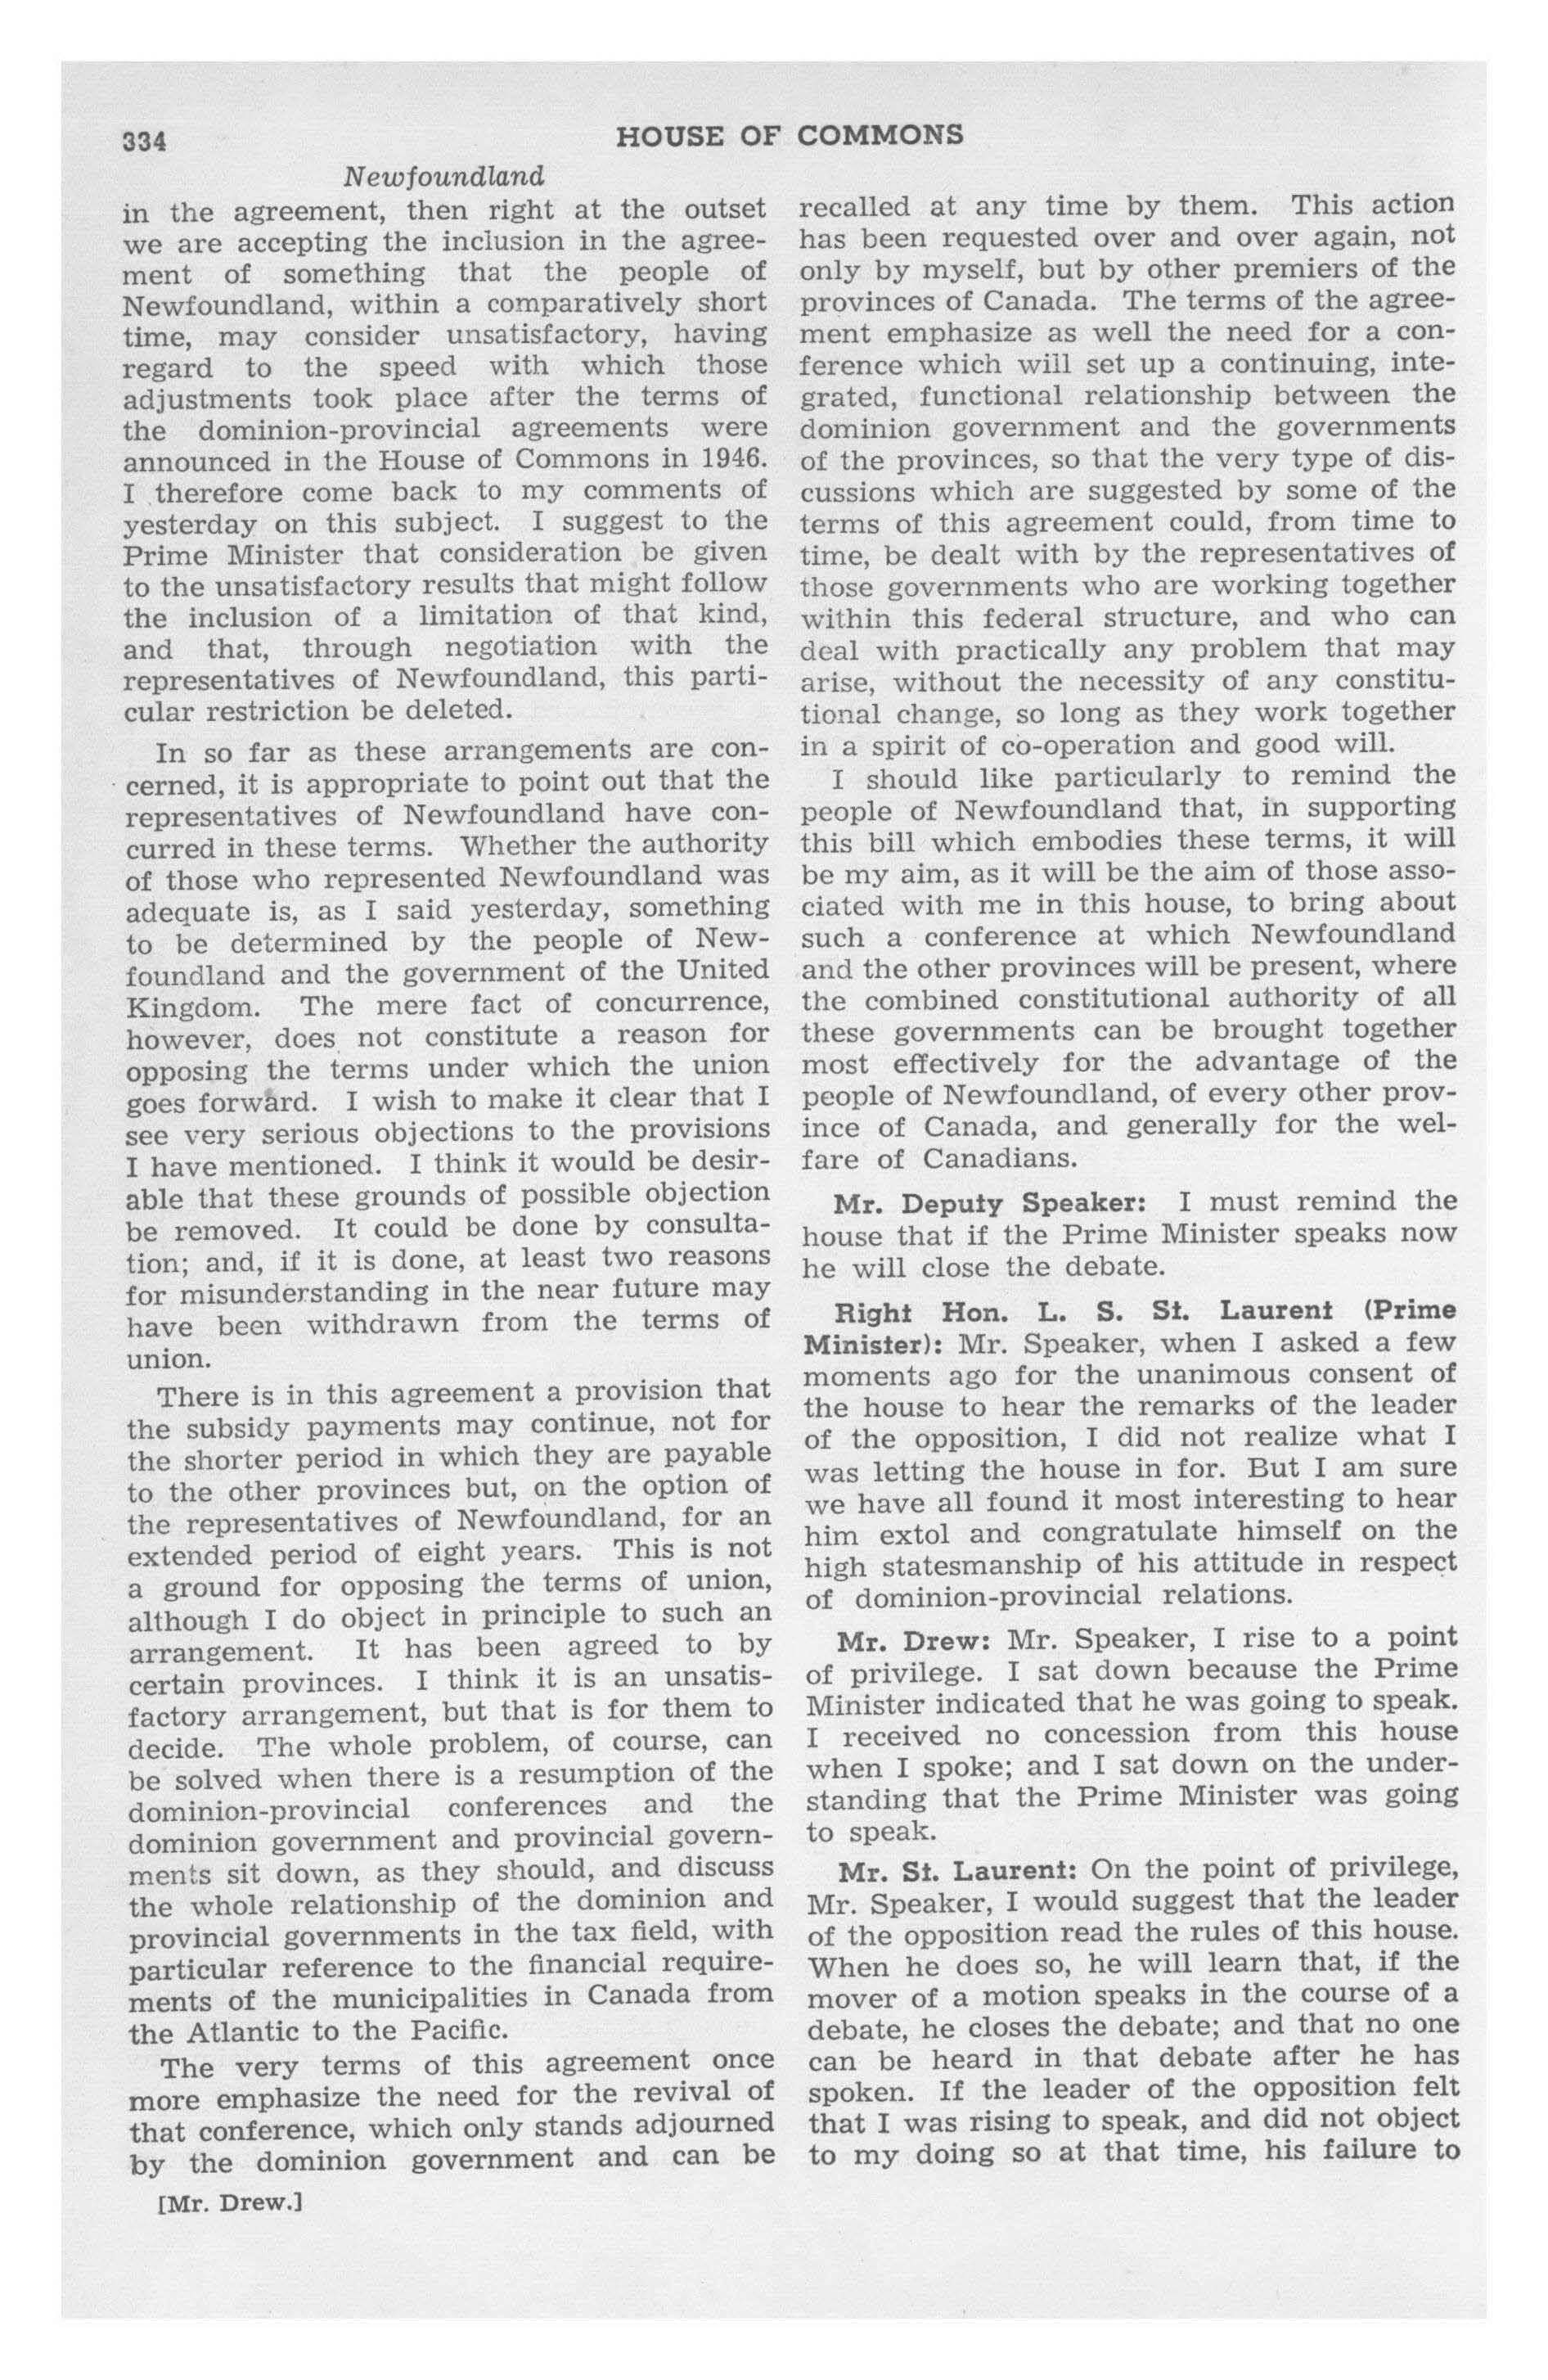 334
HOUSE OF COMMONS
Newfoundland
in the agreement, then right at the outset
we are accepting the inclusion in the agree-
ment of something that the people of
Newfoundland, within a comparatively short
time, may consider unsatisfactory, having
regard to the speed with which those
adjustments took place after the terms of
the dominion-provincial agreements were
announced in the House of Commons in 1946.
I therefore come back to my comments of
yesterday on this subject. I suggest to the
Prime Minister that consideration be given
to the unsatisfactory results that might follow
the inclusion of a limitation of that kind,
and that, through negotiation with the
representatives of Newfoundland, this parti-
cular restriction be deleted.
In so far as these arrangements are con-
cerned, it is appropriate to point out that the
representatives of Newfoundland have con-
curred in these terms. Whether the authority
of those who represented Newfoundland was
adequate is, as I said yesterday, something
to be determined by the people of New-
foundland and the government of the United
Kingdom. The mere fact of concurrence,
however, does not constitute a reason for
opposing the terms under which the union
goes forward. I wish to make it clear that I
see very serious objections to the provisions
I have mentioned. I think it would be desir-
able that these grounds of possible objection
be removed. It could be done by consulta-
tion; and, if it is done, at least two reasons
for misunderstanding in the near future may
have been withdrawn from the terms of
union.
There is in this agreement a provision that
the subsidy payments may continue, not for
the shorter period in which they are payable
to the other provinces but, on the option of
the representatives of Newfoundland, for an
extended period of eight years. This is not
a ground for opposing the terms of union,
although I do object in principle to such an
arrangement. It has been agreed to by
certain provinces. I think it is an unsatis-
factory arrangement, but that is for them to
decide. The whole problem, of course, can
be solved when there is a resumption of the
dominion-provincial conferences and the
dominion government and provincial govern-
ments sit down, as they should, and discuss
the whole relationship of the dominion and
provincial governments in the tax field, with
particular reference to the financial require-
ments of the municipalities in Canada from
the Atlantic to the Pacific.
The very terms of this agreement once
more emphasize the need for the revival of
that conference, which only stands adjourned
by the dominion government and can be
[Mr. Drew.]
recalled at any time by them. This action
has been requested over and over again, not
only by myself, but by other premiers of the
provinces of Canada. The terms of the agree-
ment emphasize as well the need for a con-
ference which will set up a continuing, inte-
grated, functional relationship between the
dominion government and the governments
of the provinces, so that the very type of dis-
cussions which are suggested by some of the
terms of this agreement could, from time to
time, be dealt with by the representatives of
those governments who are working together
within this federal structure, and who can
deal with practically any problem that may
arise, without the necessity of any constitu-
tional change, so long as they work together
in a spirit of co-operation and good will.
I should like particularly to remind the
people of Newfoundland that, in supporting
this bill which embodies these terms, it will
be my aim, as it will be the aim of those asso-
ciated with me in this house, to bring about
such a conference at which Newfoundland
and the other provinces will be present, where
the combined constitutional authority of all
these governments can be brought together
most effectively for the advantage of the
people of Newfoundland, of every other prov-
ince of Canada, and generally for the wel-
fare of Canadians.
Mr. Deputy Speaker: I must remind the
house that if the Prime Minister speaks now
he will close the debate.
Right Hon. L. S. St. Laurent (Prime
Minister): Mr. Speaker, when I asked a few
moments ago for the unanimous consent of
the house to hear the remarks of the leader
of the opposition, I did not realize what I
was letting the house in for. But I am sure
we have all found it most interesting to hear
him extol and congratulate himself on the
high statesmanship of his attitude in respect
of dominion-provincial relations.
Mr. Drew: Mr. Speaker, I rise to a point
of privilege. I sat down because the Prime
Minister indicated that he was going to speak.
I received no concession from this house
when I spoke; and I sat down on the under-
standing that the Prime Minister was going
to speak.
Mr. St. Laurent: On the point of privilege,
Mr. Speaker, I would suggest that the leader
of the opposition read the rules of this house.
When he does so, he will learn that, if the
mover of a motion speaks in the course of a
debate, he closes the debate; and that no one
can be heard in that debate after he has
spoken. If the leader of the opposition felt
that I was rising to speak, and did not object
to my doing so at that time, his failure to